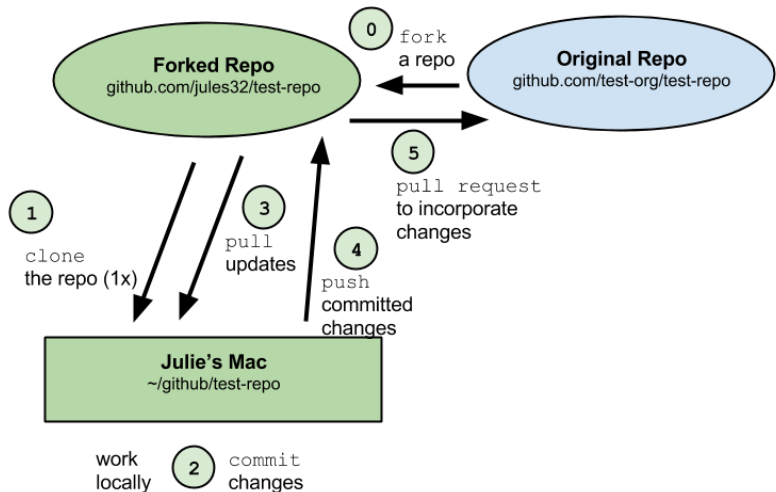 0
fork
a repo
Forked Repo
github.com/jules32/test-repo
Original Repo
github.com/test-org/test-repo
5
pull request
to incorporate
changes
1
clone
the repo (1x)
3
pull
updates
4
push
committed
changes
Julie’s Mac
~/github/test-repo
work
locally
2
commit
changes